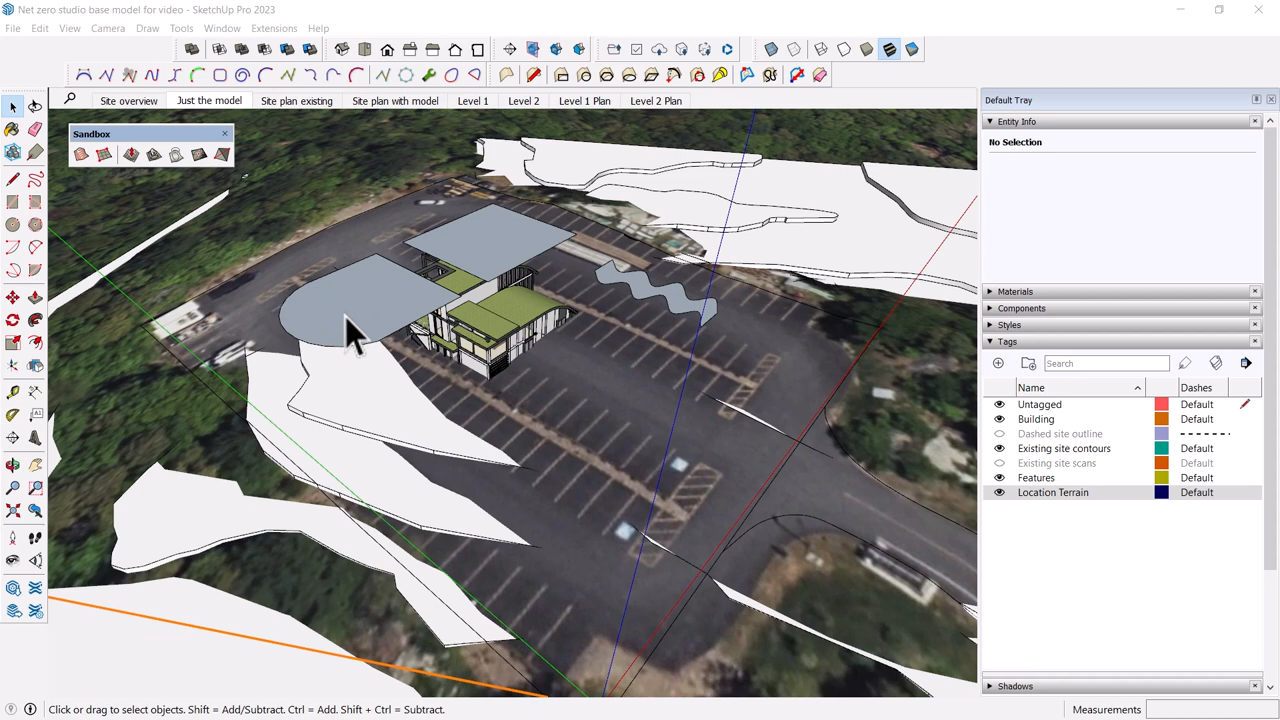 Net zero studio base model for video - SketchUp Pro 2023
File Edit View Camera Draw Tools Window Extensions Help
Site overview Just the model Site plan existing Site plan with model Level 1 Level 2 Level 1 Plan Level 2 Plan
Sandbox
Default Tray
Entity Info
No Selection
Materials
Components
Styles
Tags
Search
Name Dashes
Untagged Default
Building Default
Dashed site outline
Existing site contours Default
Existing site scans Default
Features Default
Location Terrain Default
Shadows
Click or drag to select objects. Shift = Add/Subtract. Ctrl = Add. Shift + Ctrl = Subtract.
Measurements